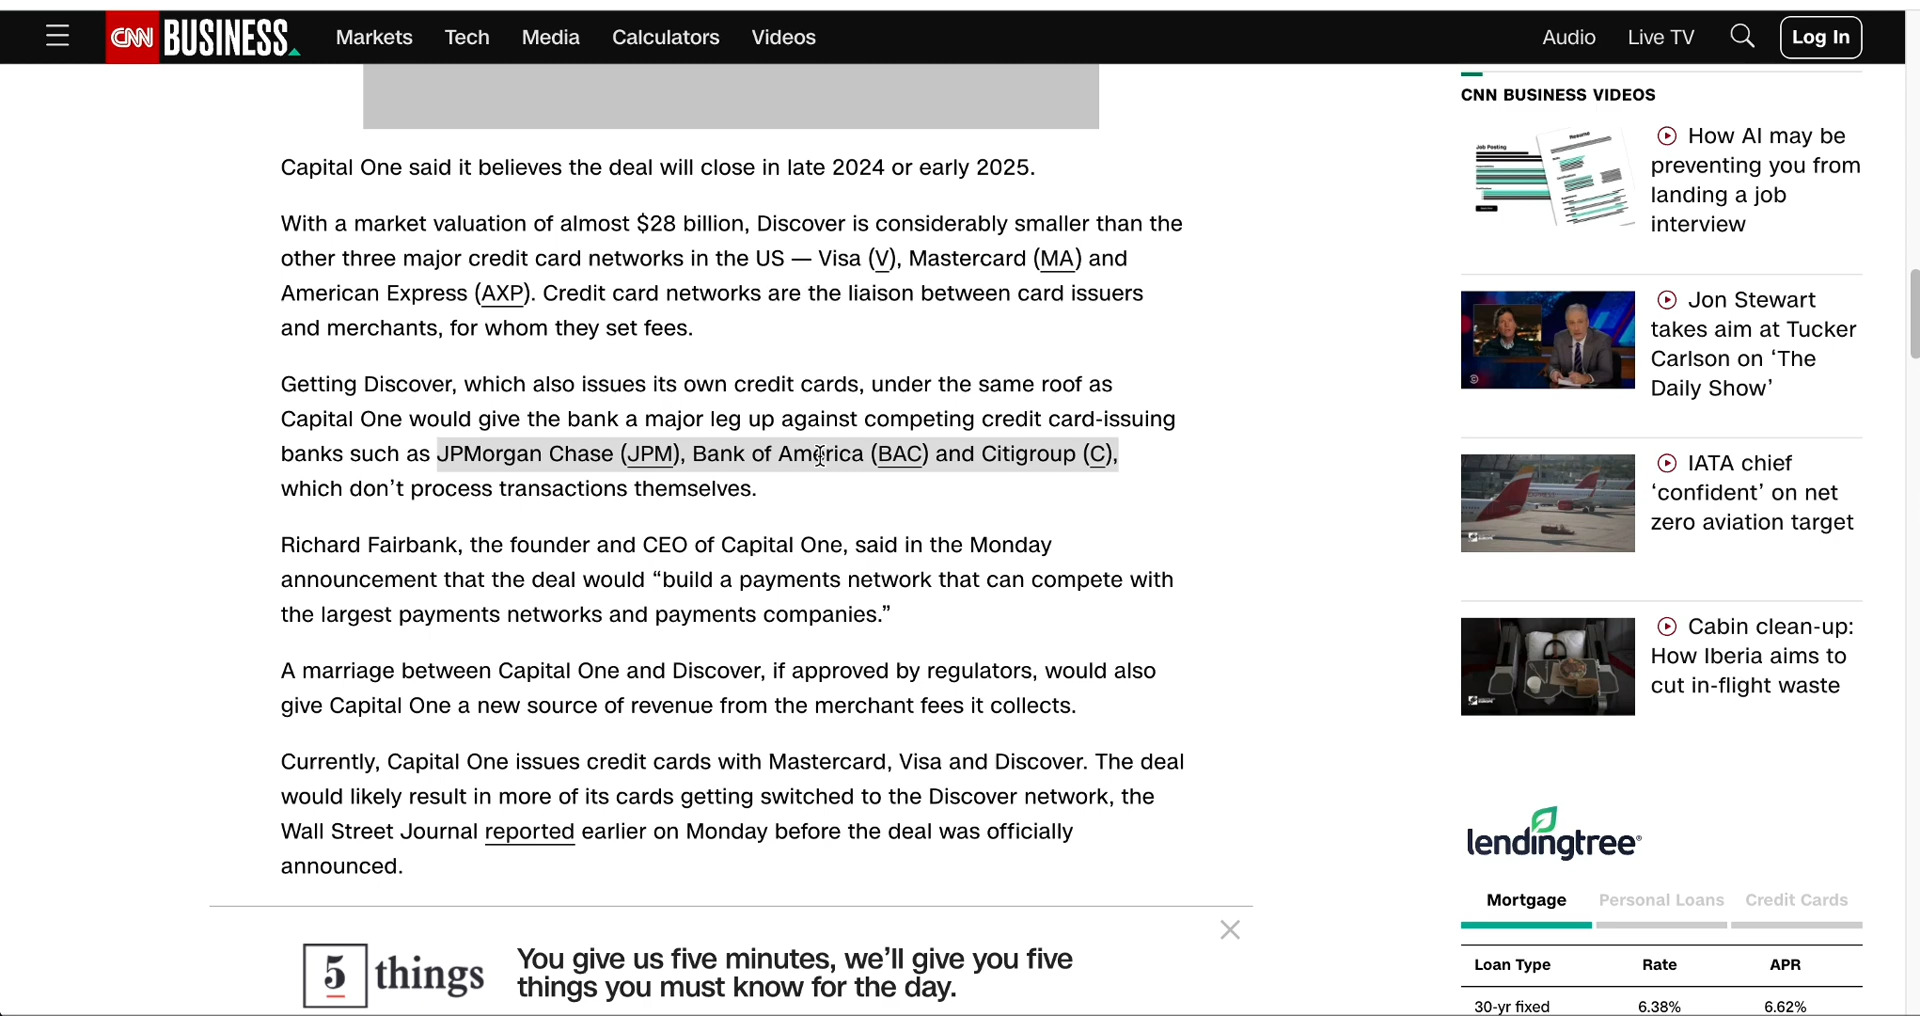 CNN BUSINESS
Markets
Tech
Media
Calculators
Videos
Audio
Live TV
Log In
Capital One said it believes the deal will close in late 2024 or early 2025.
With a market valuation of almost $28 billion, Discover is considerably smaller than the
other three major credit card networks in the US — Visa (V), Mastercard (MA) and
American Express (AXP). Credit card networks are the liaison between card issuers
and merchants, for whom they set fees.
Getting Discover, which also issues its own credit cards, under the same roof as
Capital One would give the bank a major leg up against competing credit card-issuing
banks such as JPMorgan Chase (JPM), Bank of America (BAC) and Citigroup (C),
which don’t process transactions themselves.
Richard Fairbank, the founder and CEO of Capital One, said in the Monday
announcement that the deal would “build a payments network that can compete with
the largest payments networks and payments companies.”
A marriage between Capital One and Discover, if approved by regulators, would also
give Capital One a new source of revenue from the merchant fees it collects.
Currently, Capital One issues credit cards with Mastercard, Visa and Discover. The deal
would likely result in more of its cards getting switched to the Discover network, the
Wall Street Journal reported earlier on Monday before the deal was officially
announced.
5 things
You give us five minutes, we’ll give you five
things you must know for the day.
CNN BUSINESS VIDEOS
Job Posting
Resume
How AI may be
preventing you from
landing a job
interview
Jon Stewart
takes aim at Tucker
Carlson on ‘The
Daily Show’
IATA chief
‘confident’ on net
zero aviation target
Cabin clean-up:
How Iberia aims to
cut in-flight waste
lendingtree
Mortgage
Personal Loans
Credit Cards
Loan Type
Rate
APR
30-yr fixed
6.38%
6.62%